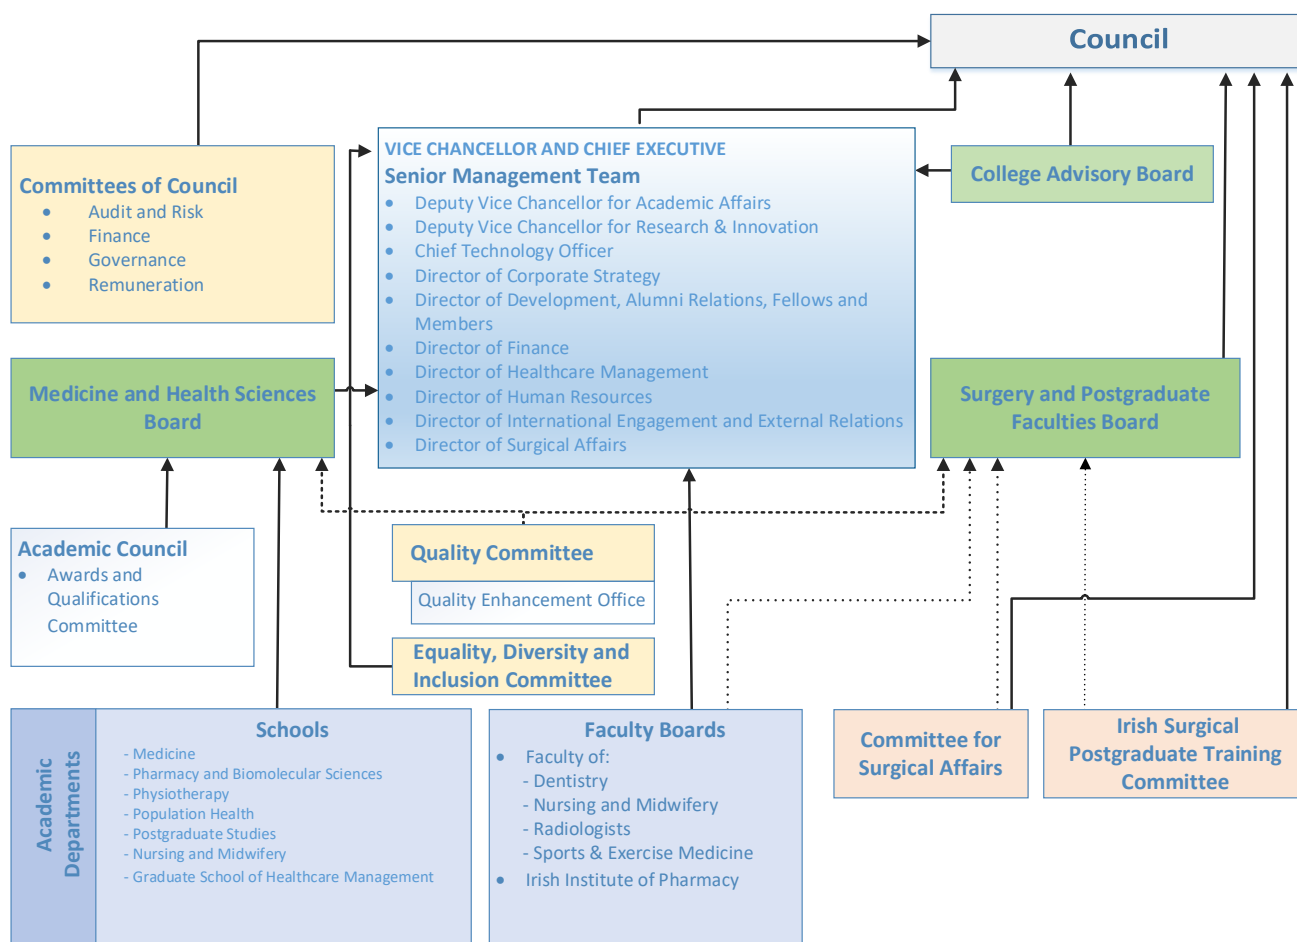 Council
VICE CHANCELLOR AND CHIEF EXECUTIVE
Senior Management Team
• Deputy Vice Chancellor for Academic Affairs
• Deputy Vice Chancellor for Research & Innovation
• Chief Technology Officer
• Director of Corporate Strategy
• Director of Development, Alumni Relations, Fellows and
Members
• Director of Finance
• Director of Healthcare Management
• Director of Human Resources
• Director of International Engagement and External Relations
• Director of Surgical Affairs
Committees of Council
• Audit and Risk
• Finance
• Governance
• Remuneration
College Advisory Board
Medicine and Health Sciences
Board
Surgery and Postgraduate
Faculties Board
Academic Council
• Awards and
Qualifications
Committee
Quality Committee
Quality Enhancement Office
Equality, Diversity and
Inclusion Committee
Academic
Departments
Schools
- Medicine
- Pharmacy and Biomolecular Sciences
- Physiotherapy
- Population Health
- Postgraduate Studies
- Nursing and Midwifery
- Graduate School of Healthcare Management
Faculty Boards
• Faculty of:
- Dentistry
- Nursing and Midwifery
- Radiologists
- Sports & Exercise Medicine
• Irish Institute of Pharmacy
Committee for
Surgical Affairs
Irish Surgical
Postgraduate Training
Committee